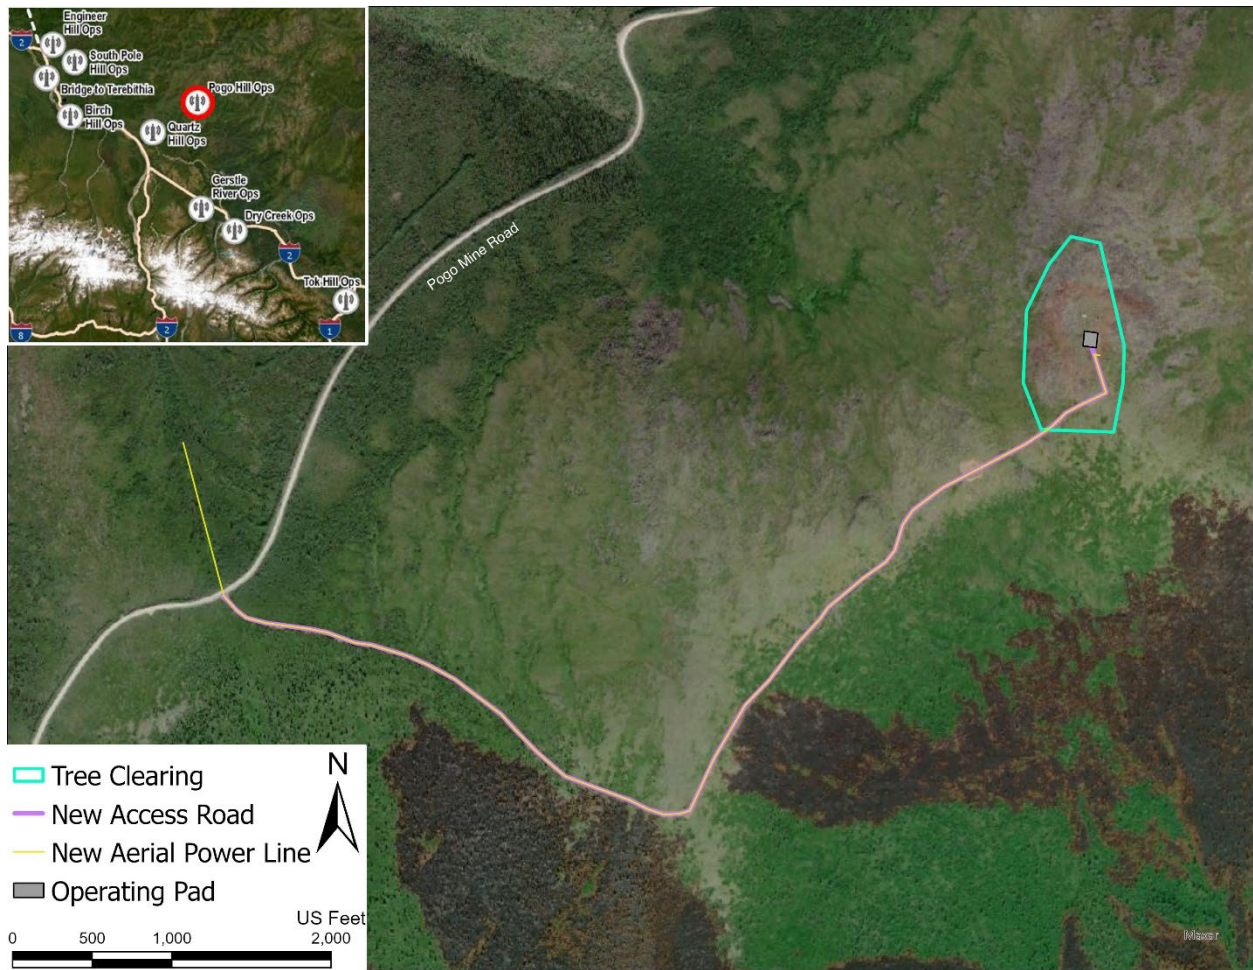 Engineer
Hill Ops
2
South Pole
Hill Ops
Bridge to Terebithia
Pogo Hill Ops
Birch
Hill Ops
Quartz
Hill Ops
Gerstle
River Ops
Dry Creek Ops
2
Tok Hill Ops
8
2
1
Pogo Mine Road
Tree Clearing
New Access Road
New Aerial Power Line
Operating Pad
N
US Feet
0 500 1,000 2,000
Maxar